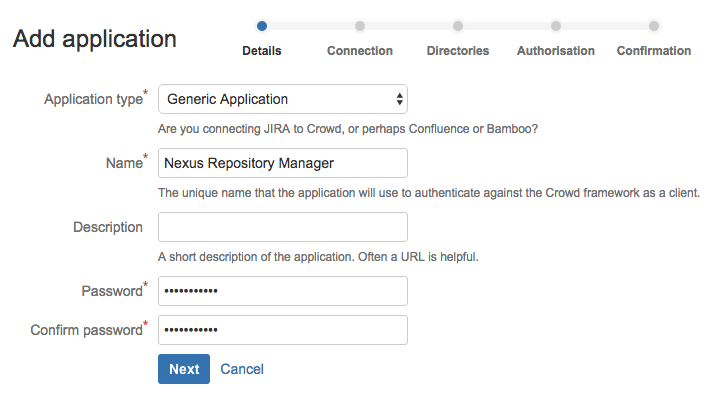 Add application
Details Connection Directories Authorisation Confirmation
Application type*
Generic Application
Are you connecting JIRA to Crowd, or perhaps Confluence or Bamboo?
Name*
Nexus Repository Manager
The unique name that the application will use to authenticate against the Crowd framework as a client.
Description
A short description of the application. Often a URL is helpful.
Password*
•••••••••••
Confirm password*
•••••••••••
Next Cancel